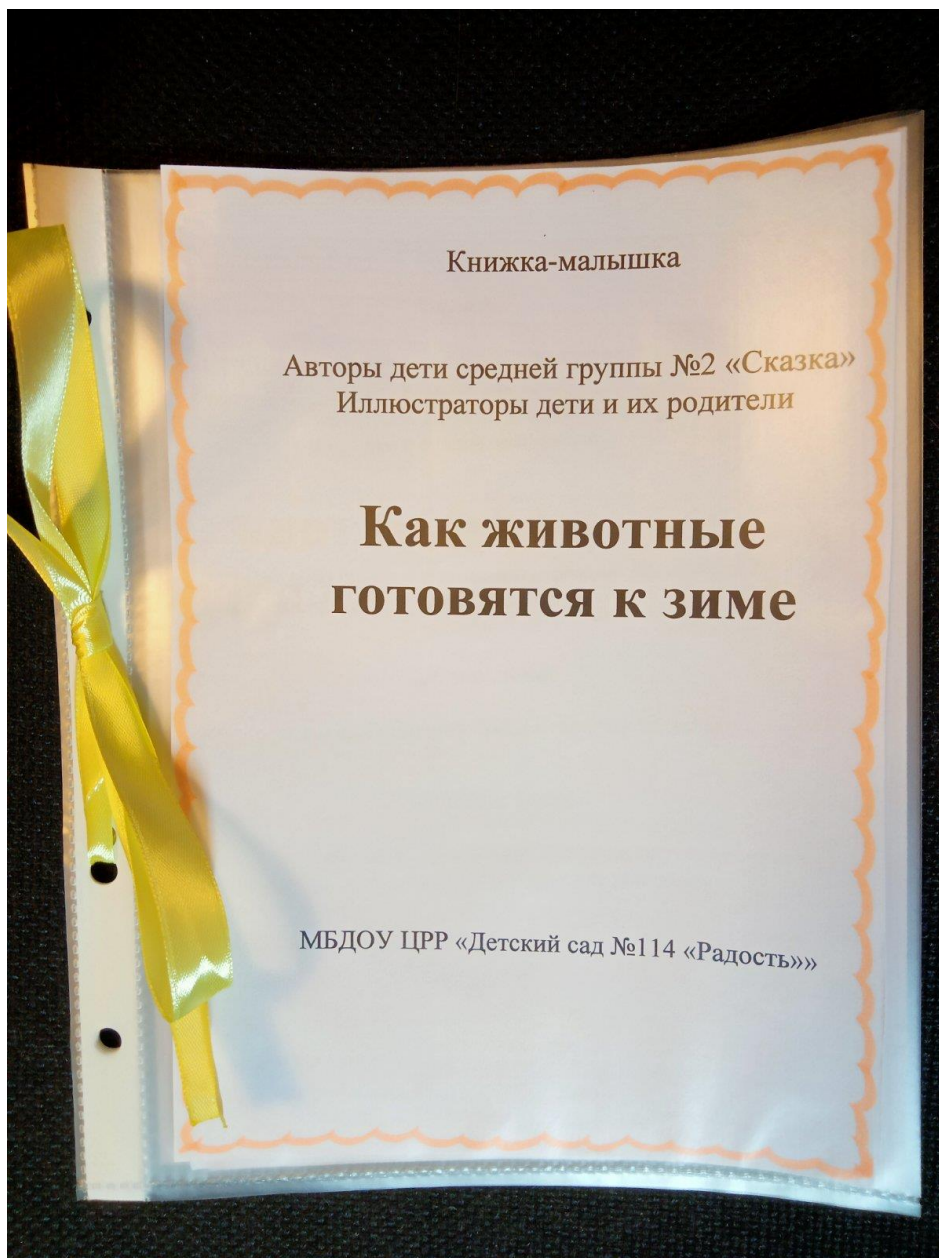 Книжка-малышка
Авторы дети средней группы №2 «Сказка»
Иллюстраторы дети и их родители
Как животные
готовятся к зиме
МБДОУ ЦРР «Детский сад №114 «Радость»»